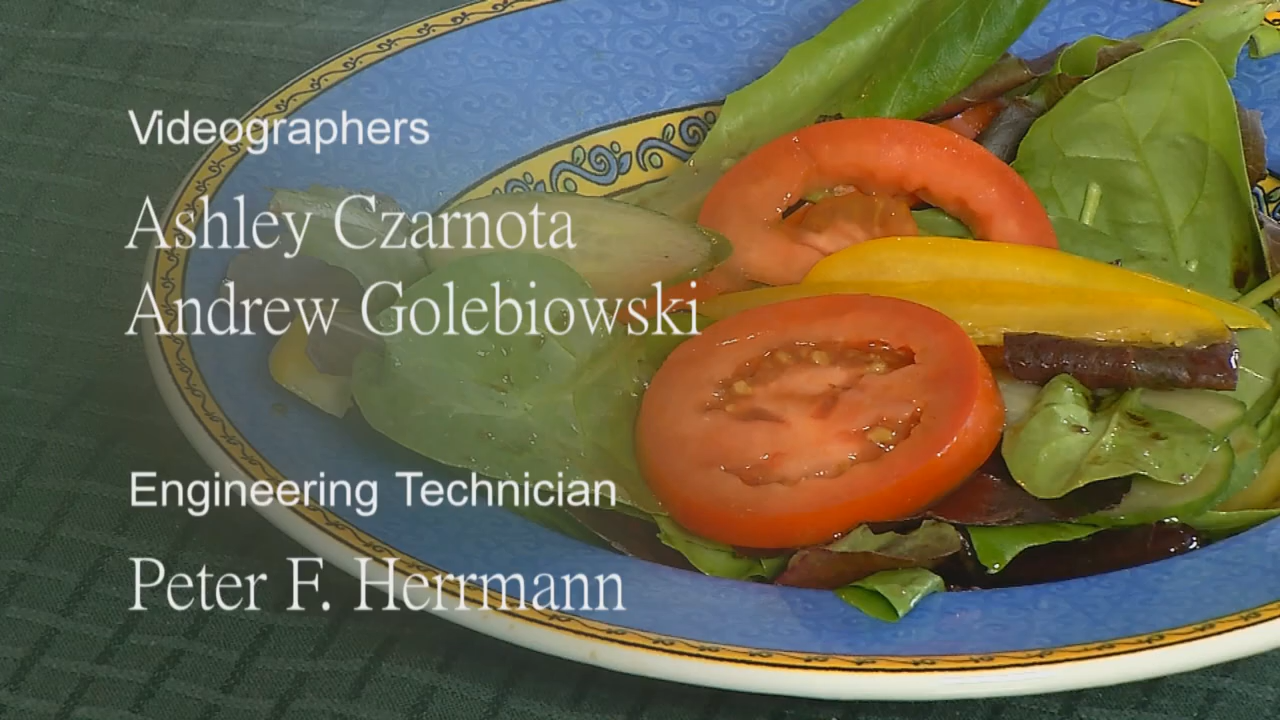 Videographers
Ashley Czarnota
Andrew Golebiowski
Engineering Technician
Peter F. Herrmann